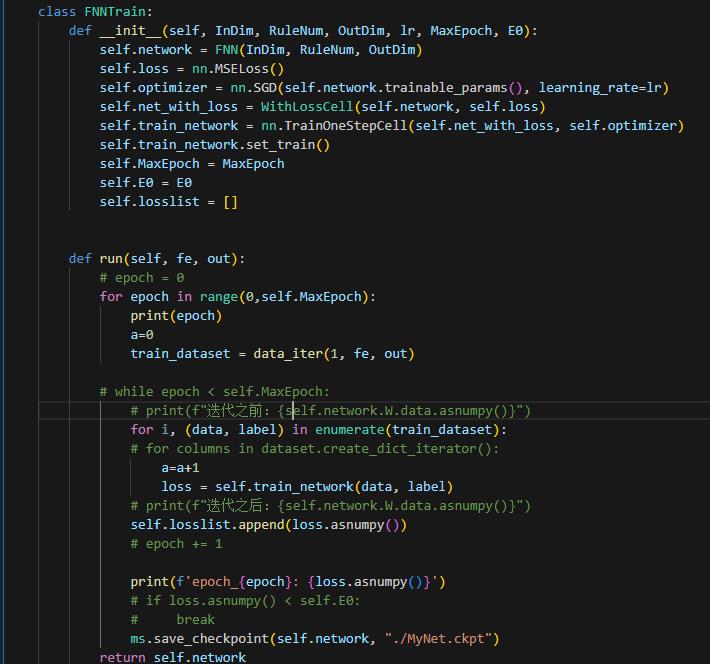 class FNNTrain:
    def __init__(self, InDim, RuleNum, OutDim, lr, MaxEpoch, E0):
        self.network = FNN(InDim, RuleNum, OutDim)
        self.loss = nn.MSELoss()
        self.optimizer = nn.SGD(self.network.trainable_params(), learning_rate=lr)
        self.net_with_loss = WithLossCell(self.network, self.loss)
        self.train_network = nn.TrainOneStepCell(self.net_with_loss, self.optimizer)
        self.train_network.set_train()
        self.MaxEpoch = MaxEpoch
        self.E0 = E0
        self.losslist = []
    def run(self, fe, out):
        # epoch = 0
        for epoch in range(0,self.MaxEpoch):
            print(epoch)
            a=0
            train_dataset = data_iter(1, fe, out)
        # while epoch < self.MaxEpoch:
            # print(f"迭代之前: {self.network.W.data.asnumpy()}")
            for i, (data, label) in enumerate(train_dataset):
            # for columns in dataset.create_dict_iterator():
                a=a+1
                loss = self.train_network(data, label)
            # print(f"迭代之后: {self.network.W.data.asnumpy()}")
            self.losslist.append(loss.asnumpy())
            # epoch += 1
            print(f'epoch_{epoch}: {loss.asnumpy()}')
            # if loss.asnumpy() < self.E0:
            #     break
            ms.save_checkpoint(self.network, "./MyNet.ckpt")
        return self.network